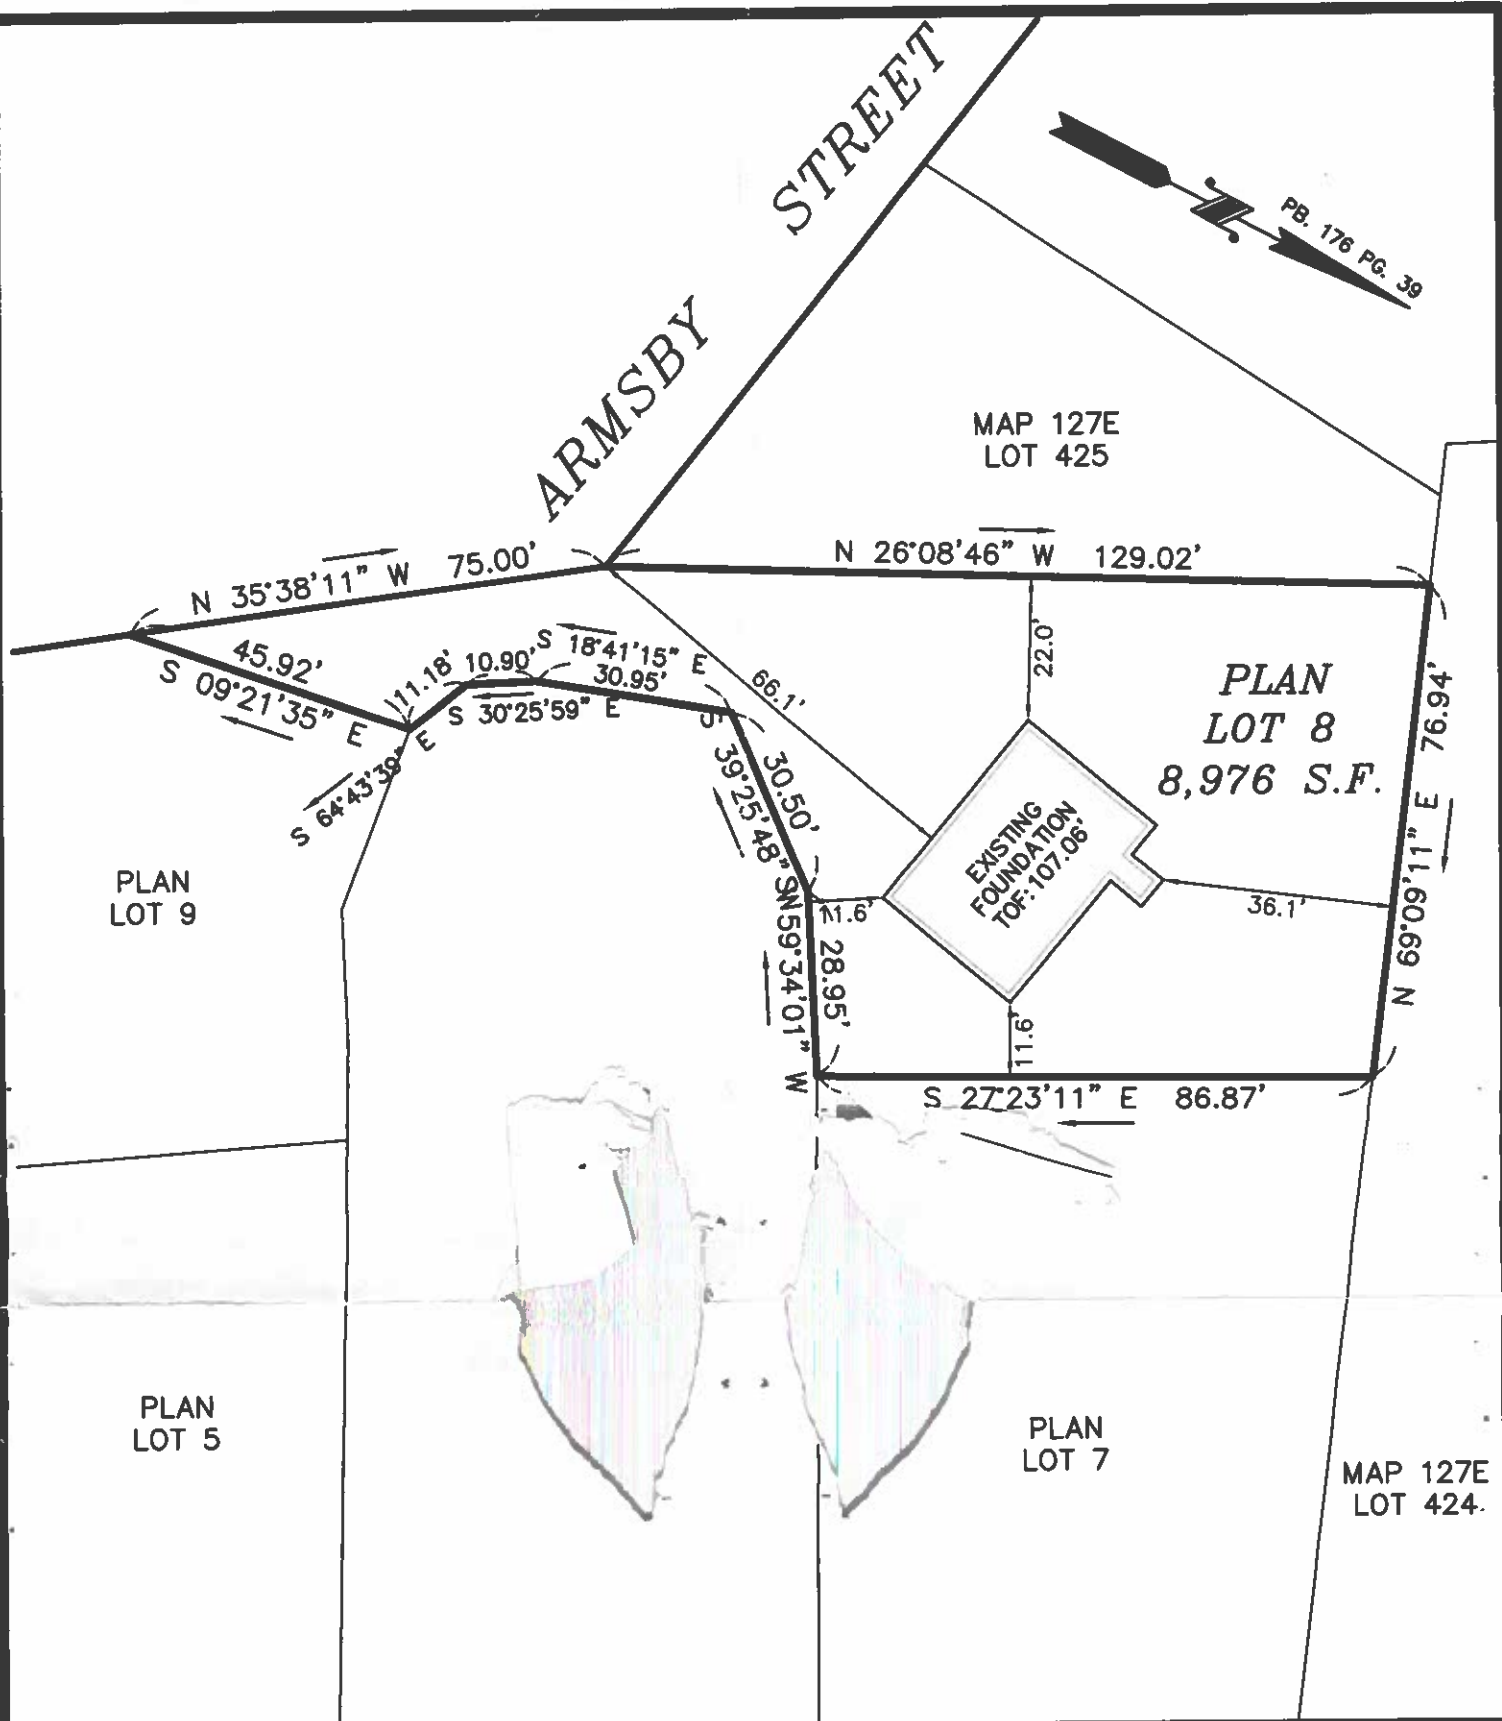 ARMSBY STREET
PB. 176 PG. 39
MAP 127E
LOT 425
N 35°38'11" W 75.00'
N 26°08'46" W 129.02'
45.92'
S 09°21'35" E
11.18'
S 64°43'39" E
10.90'
S 30°25'59" E
S 18°41'15" E
30.95'
66.1'
22.0'
PLAN
LOT 8
8,976 S.F.
N 69°09'11" E 76.94'
30.50'
S 39°25'48" W
EXISTING
FOUNDATION
TOF: 107.06'
PLAN
LOT 9
11.6'
36.1'
28.95'
S 59°34'01" W
11.6'
S 27°23'11" E 86.87'
PLAN
LOT 5
PLAN
LOT 7
MAP 127E
LOT 424